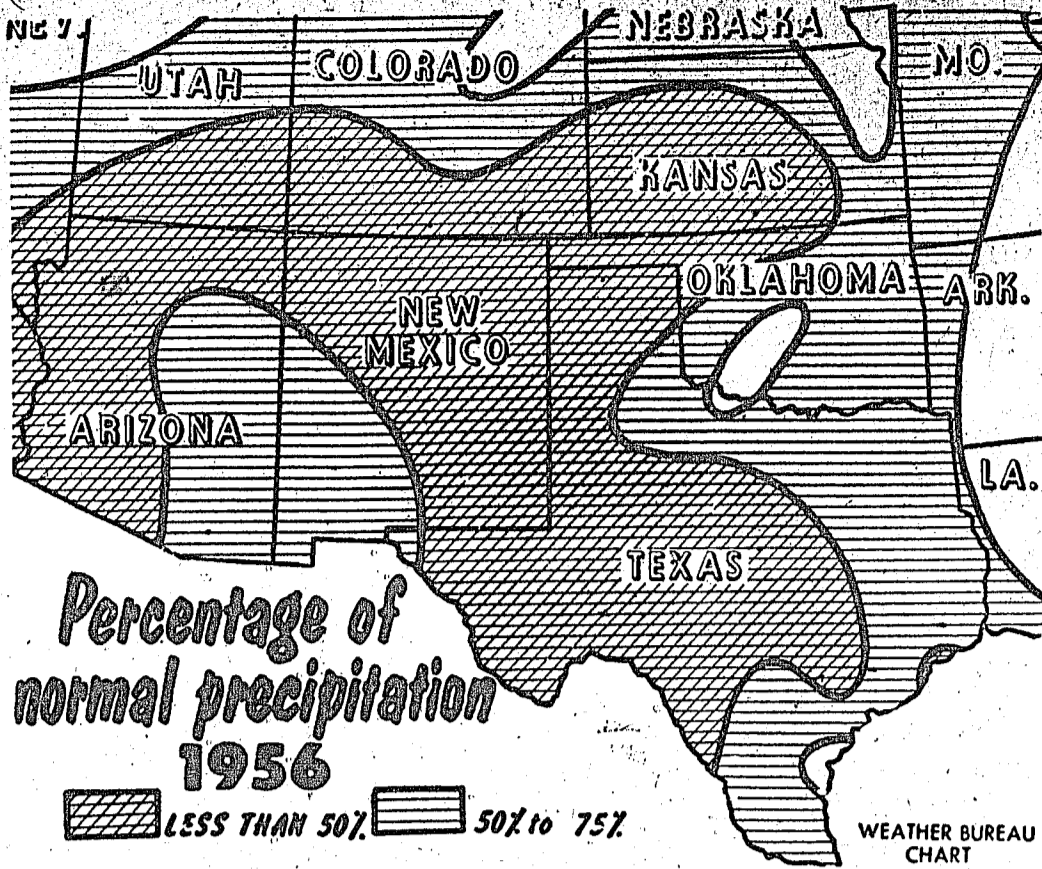 NEV.
UTAH
COLORADO
NEBRASKA
MO.
KANSAS
OKLAHOMA
ARK.
NEW
MEXICO
ARIZONA
LA.
TEXAS
Percentage of
normal precipitation
1956
LESS THAN 50%
50% to 75%
WEATHER BUREAU
CHART